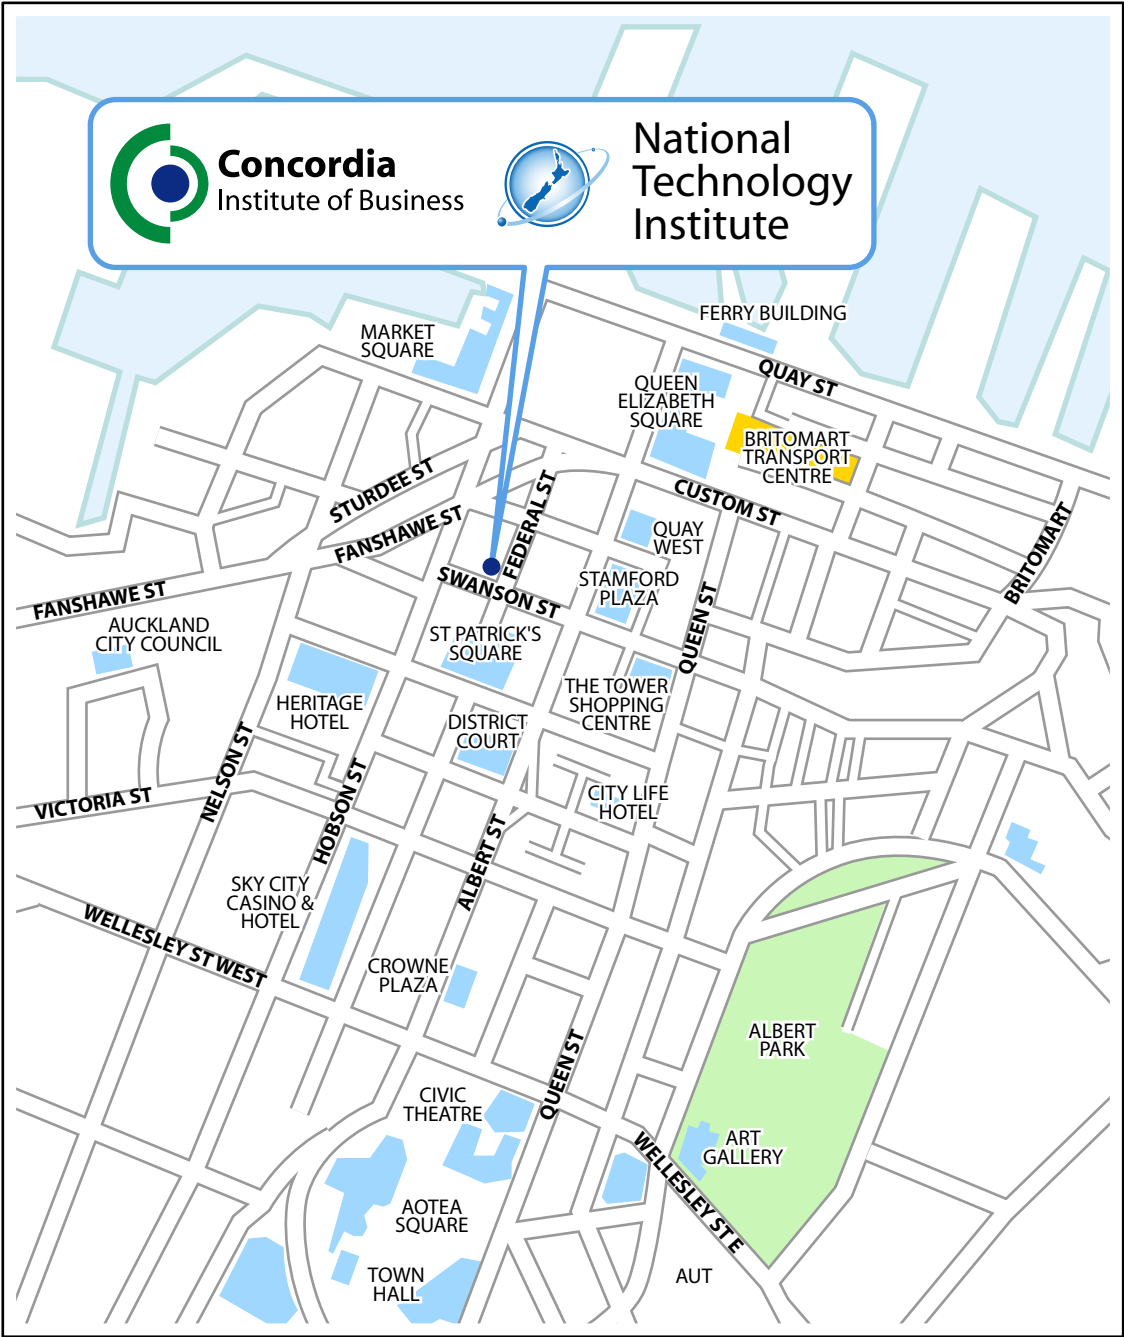 Concordia
Institute of Business
National
Technology
Institute
FERRY BUILDING
MARKET
SQUARE
QUAY ST
QUEEN
ELIZABETH
SQUARE
BRITOMART
TRANSPORT
CENTRE
STURDEE ST
CUSTOM ST
FEDERAL ST
FANSHAWE ST
QUAY
WEST
BRITOMART
SWANSON ST
STAMFORD
PLAZA
FANSHAWE ST
AUCKLAND
CITY COUNCIL
ST PATRICK'S
SQUARE
QUEEN ST
HERITAGE
HOTEL
THE TOWER
SHOPPING
CENTRE
DISTRICT
COURT
NELSON ST
VICTORIA ST
HOBSON ST
CITY LIFE
HOTEL
ALBERT ST
SKY CITY
CASINO &
HOTEL
WELLESLEY ST WEST
CROWNE
PLAZA
ALBERT
PARK
QUEEN ST
CIVIC
THEATRE
ART
GALLERY
WELLESLEY ST E
AOTEA
SQUARE
TOWN
HALL
AUT